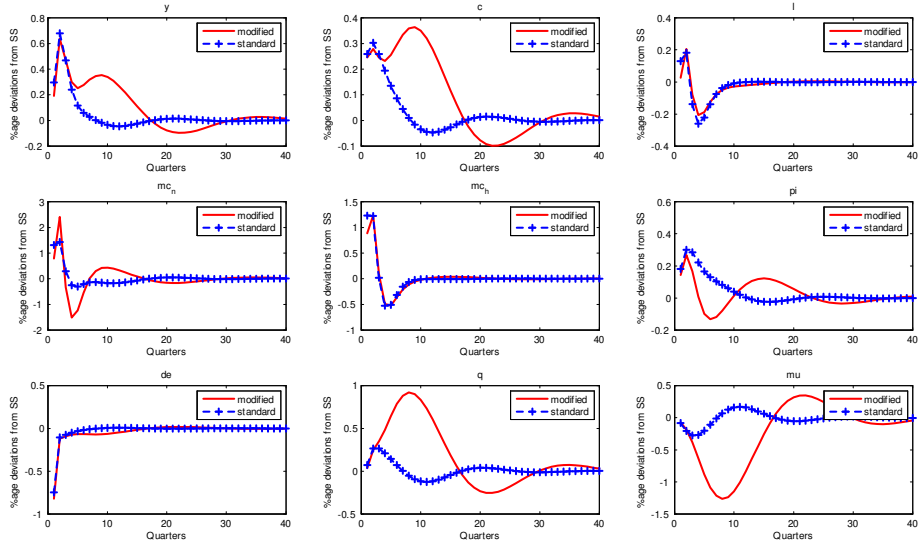 y
%age deviations from SS
0.8
0.6
0.4
0.2
0
-0.2
0 10 20 30 40
Quarters
modified
standard
c
%age deviations from SS
0.4
0.3
0.2
0.1
0
-0.1
0 10 20 30 40
Quarters
modified
standard
l
%age deviations from SS
0.4
0.2
0
-0.2
-0.4
0 10 20 30 40
Quarters
modified
standard
mc_n
%age deviations from SS
3
2
1
0
-1
-2
0 10 20 30 40
Quarters
modified
standard
mc_h
%age deviations from SS
1.5
1
0.5
0
-0.5
-1
0 10 20 30 40
Quarters
modified
standard
pi
%age deviations from SS
0.6
0.4
0.2
0
-0.2
0 10 20 30 40
Quarters
modified
standard
de
%age deviations from SS
0.5
0
-0.5
-1
0 10 20 30 40
Quarters
modified
standard
q
%age deviations from SS
1
0.5
0
-0.5
0 10 20 30 40
Quarters
modified
standard
mu
%age deviations from SS
0.5
0
-0.5
-1
-1.5
0 10 20 30 40
Quarters
modified
standard